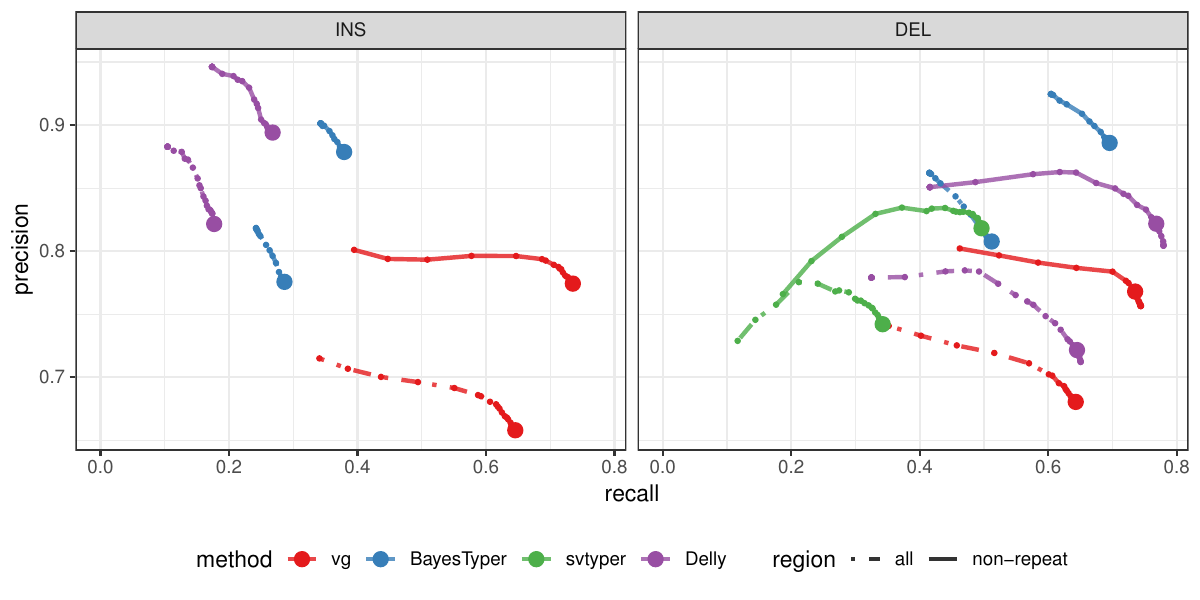 INS DEL
precision
0.9
0.8
0.7
0.0 0.2 0.4 0.6 0.8 0.0 0.2 0.4 0.6 0.8
recall
method vg BayesTyper svtyper Delly region all non−repeat